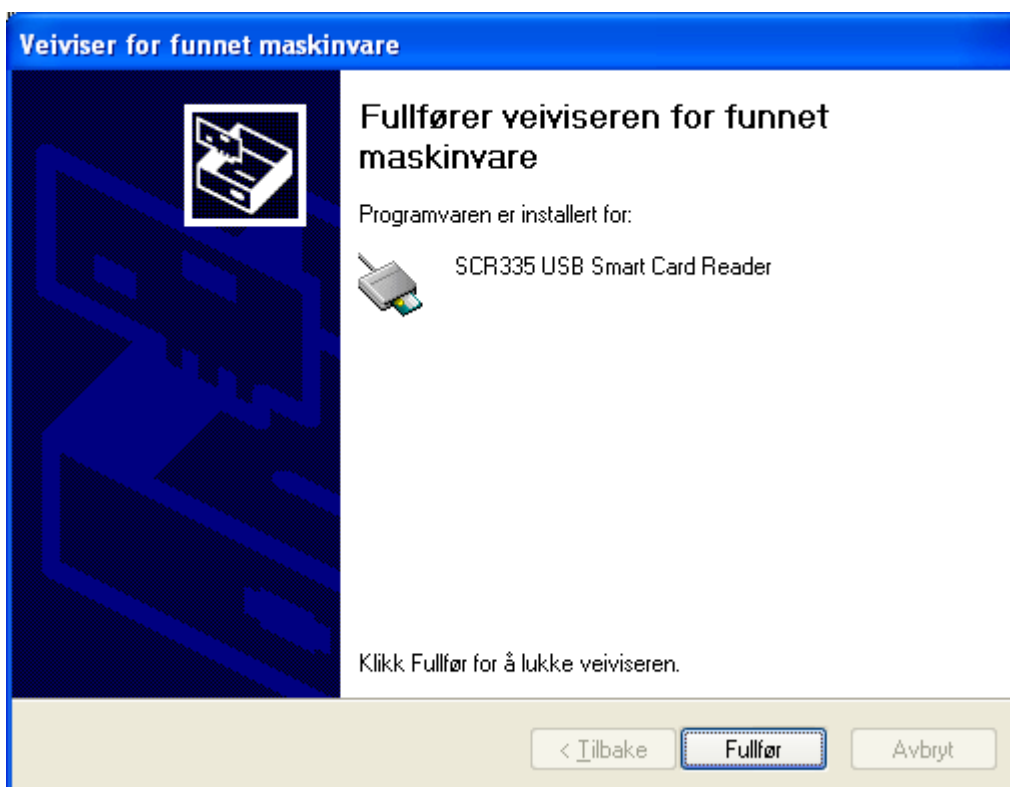 Veiviser for funnet maskinvare
Fullfører veiviseren for funnet
maskinvare
Programvaren er installert for:
SCR335 USB Smart Card Reader
Klikk Fullfør for å lukke veiviseren.
< Tilbake
Fullfør
Avbryt